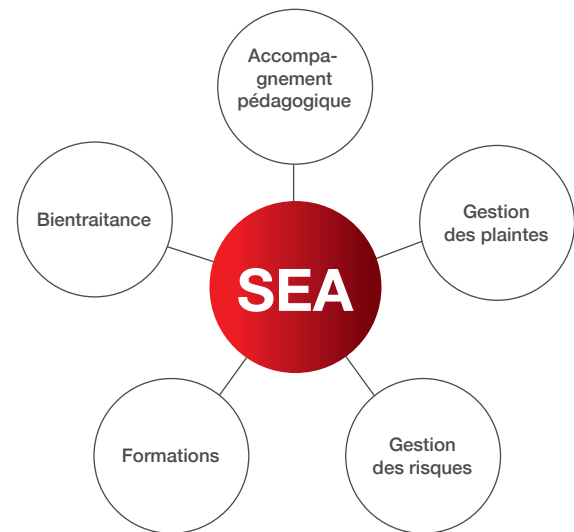 Accompa-
gnement
pédagogique
Bientraitance
Gestion
des plaintes
SEA
Formations
Gestion
des risques